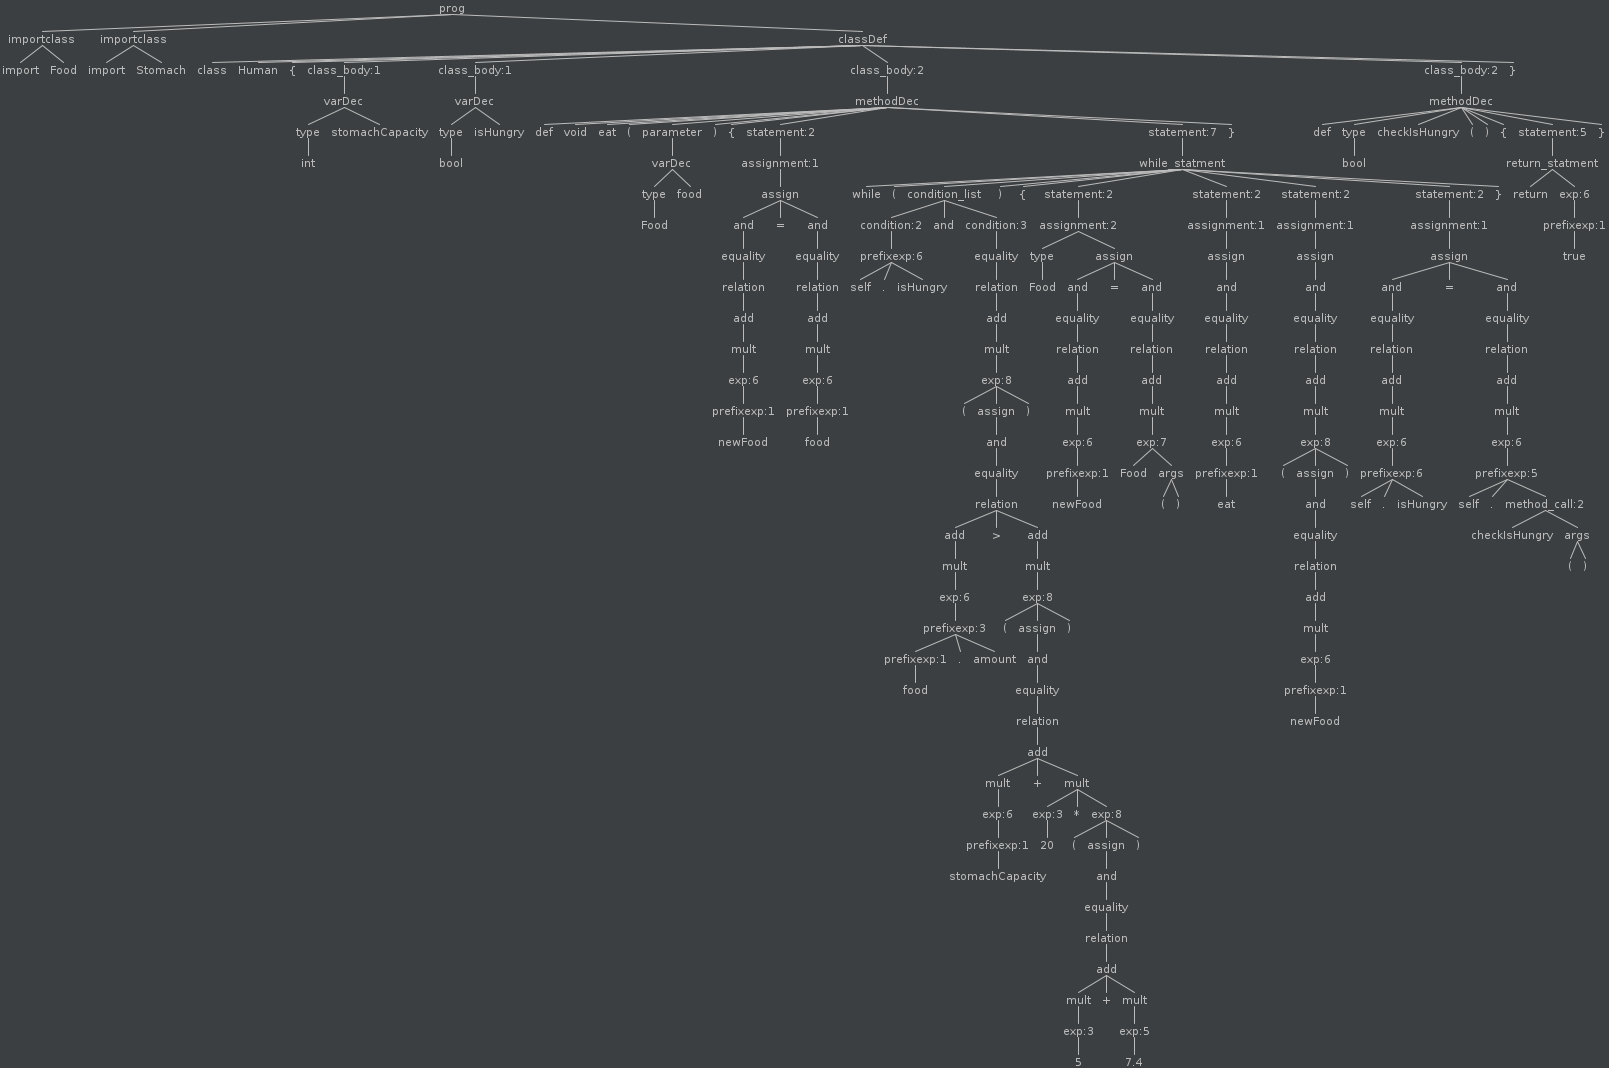 prog
importclass importclass classDef
import Food import Stomach class Human { class_body:1 class_body:1 class_body:2 class_body:2 }
varDec varDec methodDec methodDec
type stomachCapacity type isHungry def void eat ( parameter ) { statement:2 statement:7 } def type checkIsHungry ( ) { statement:5 }
int bool varDec assignment:1 while_statment bool return_statment
type food assign while ( condition_list ) { statement:2 statement:2 statement:2 statement:2 } return exp:6
Food and = and condition:2 and condition:3 assignment:2 assignment:1 assignment:1 assignment:1 prefixexp:1
equality equality prefixexp:6 equality type assign assign assign assign true
relation relation self . isHungry relation Food and = and and and and = and
add add add equality equality equality equality equality equality
mult mult mult relation relation relation relation relation relation
exp:6 exp:6 exp:8 add add add add add add
prefixexp:1 prefixexp:1 ( assign ) mult mult mult mult mult mult
newFood food and exp:6 exp:7 exp:6 exp:8 exp:6 exp:6
equality prefixexp:1 Food args prefixexp:1 ( assign ) prefixexp:6 prefixexp:5
relation newFood ( ) eat and self . isHungry self . method_call:2
add > add equality checkIsHungry args
mult mult relation ( )
exp:6 exp:8 add
prefixexp:3 ( assign ) mult
prefixexp:1 . amount and exp:6
food equality prefixexp:1
relation newFood
add
mult + mult
exp:6 exp:3 * exp:8
prefixexp:1 20 ( assign )
stomachCapacity and
equality
relation
add
mult + mult
exp:3 exp:5
5 7.4